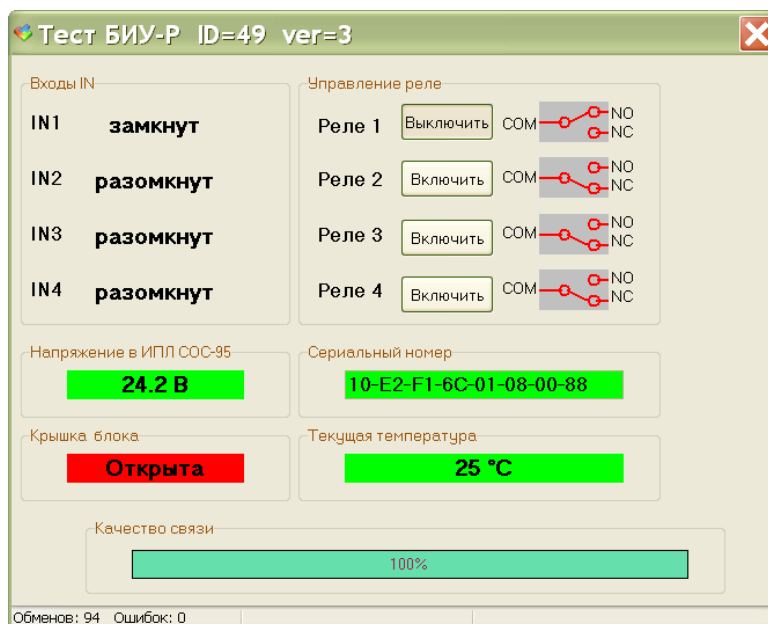 Тест БИУ-Р ID=49 ver=3
Входы IN
IN1 замкнут
IN2 разомкнут
IN3 разомкнут
IN4 разомкнут
Управление реле
Реле 1 Выключить COM NO
NC
Реле 2 Включить COM NO
NC
Реле 3 Включить COM NO
NC
Реле 4 Включить COM NO
NC
Напряжение в ИПЛ СОС-95
24.2 В
Сериальный номер
10-E2-F1-6C-01-08-00-88
Крышка блока
Открыта
Текущая температура
25 °C
Качество связи
100%
Обменов: 94 Ошибок: 0